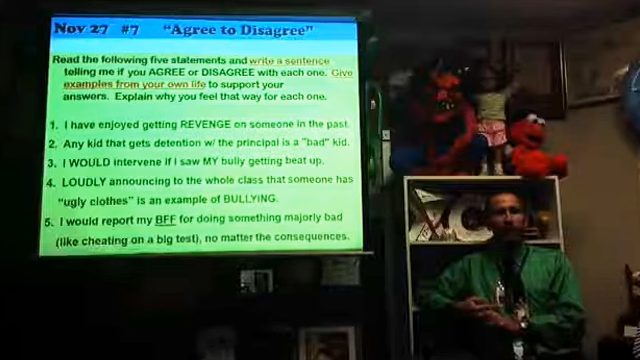 Nov 27 #7 “Agree to Disagree”
Read the following five statements and write a sentence
telling me if you AGREE or DISAGREE with each one. Give
examples from your own life to support your
answers. Explain why you feel that way for each one.
1. I have enjoyed getting REVENGE on someone in the past.
2. Any kid that gets detention w/ the principal is a "bad" kid.
3. I WOULD intervene if I saw MY bully getting beat up.
4. LOUDLY announcing to the whole class that someone has
“ugly clothes” is an example of BULLYING.
5. I would report my BFF for doing something majorly bad
(like cheating on a big test), no matter the consequences.